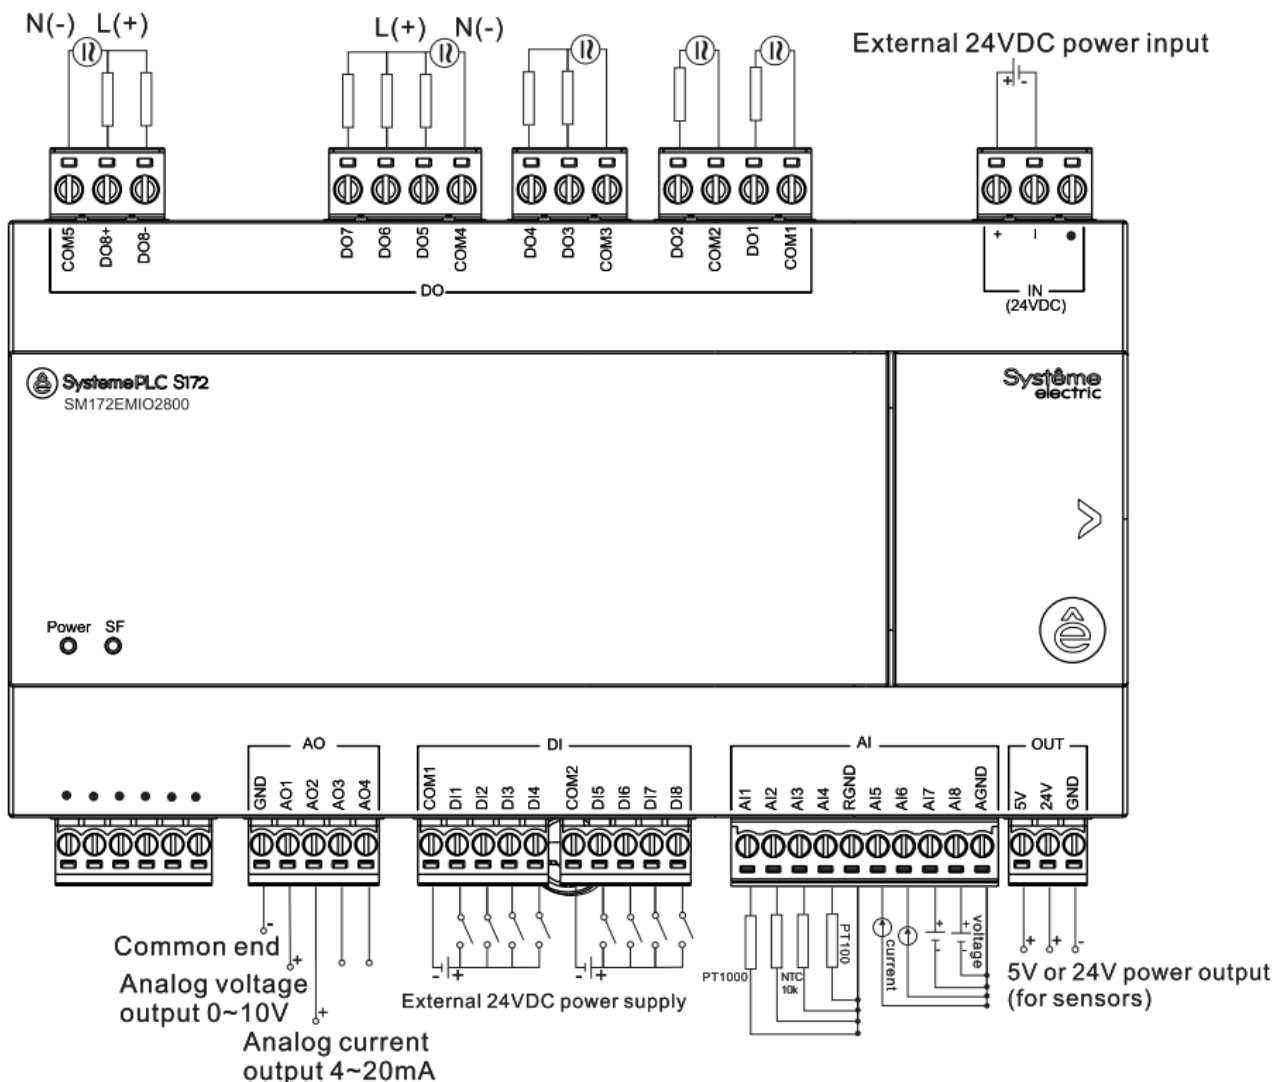 N(-) L(+)
L(+) N(-)
External 24VDC power input
+ -
COM5 DO8+ DO8-
DO7 DO6 DO5 COM4
DO4 DO3 COM3
DO2 COM2 DO1 COM1
+ I
DO
IN
(24VDC)
ê SystemePLC S172
SM172EMIO2800
Système
electric
Power SF
ê
AO
DI
AI
OUT
GND AO1 AO2 AO3 AO4
COM1 DI1 DI2 DI3 DI4
COM2 DI5 DI6 DI7 DI8
AI1 AI2 AI3 AI4 RGND AI5 AI6 AI7 AI8 AGND
5V 24V GND
-
Common end
+
Analog voltage
output 0~10V
+
Analog current
output 4~20mA
- +
- +
External 24VDC power supply
PT1000
NTC
10k
PT100
current
+ -
+ -
voltage
+ + -
5V or 24V power output
(for sensors)